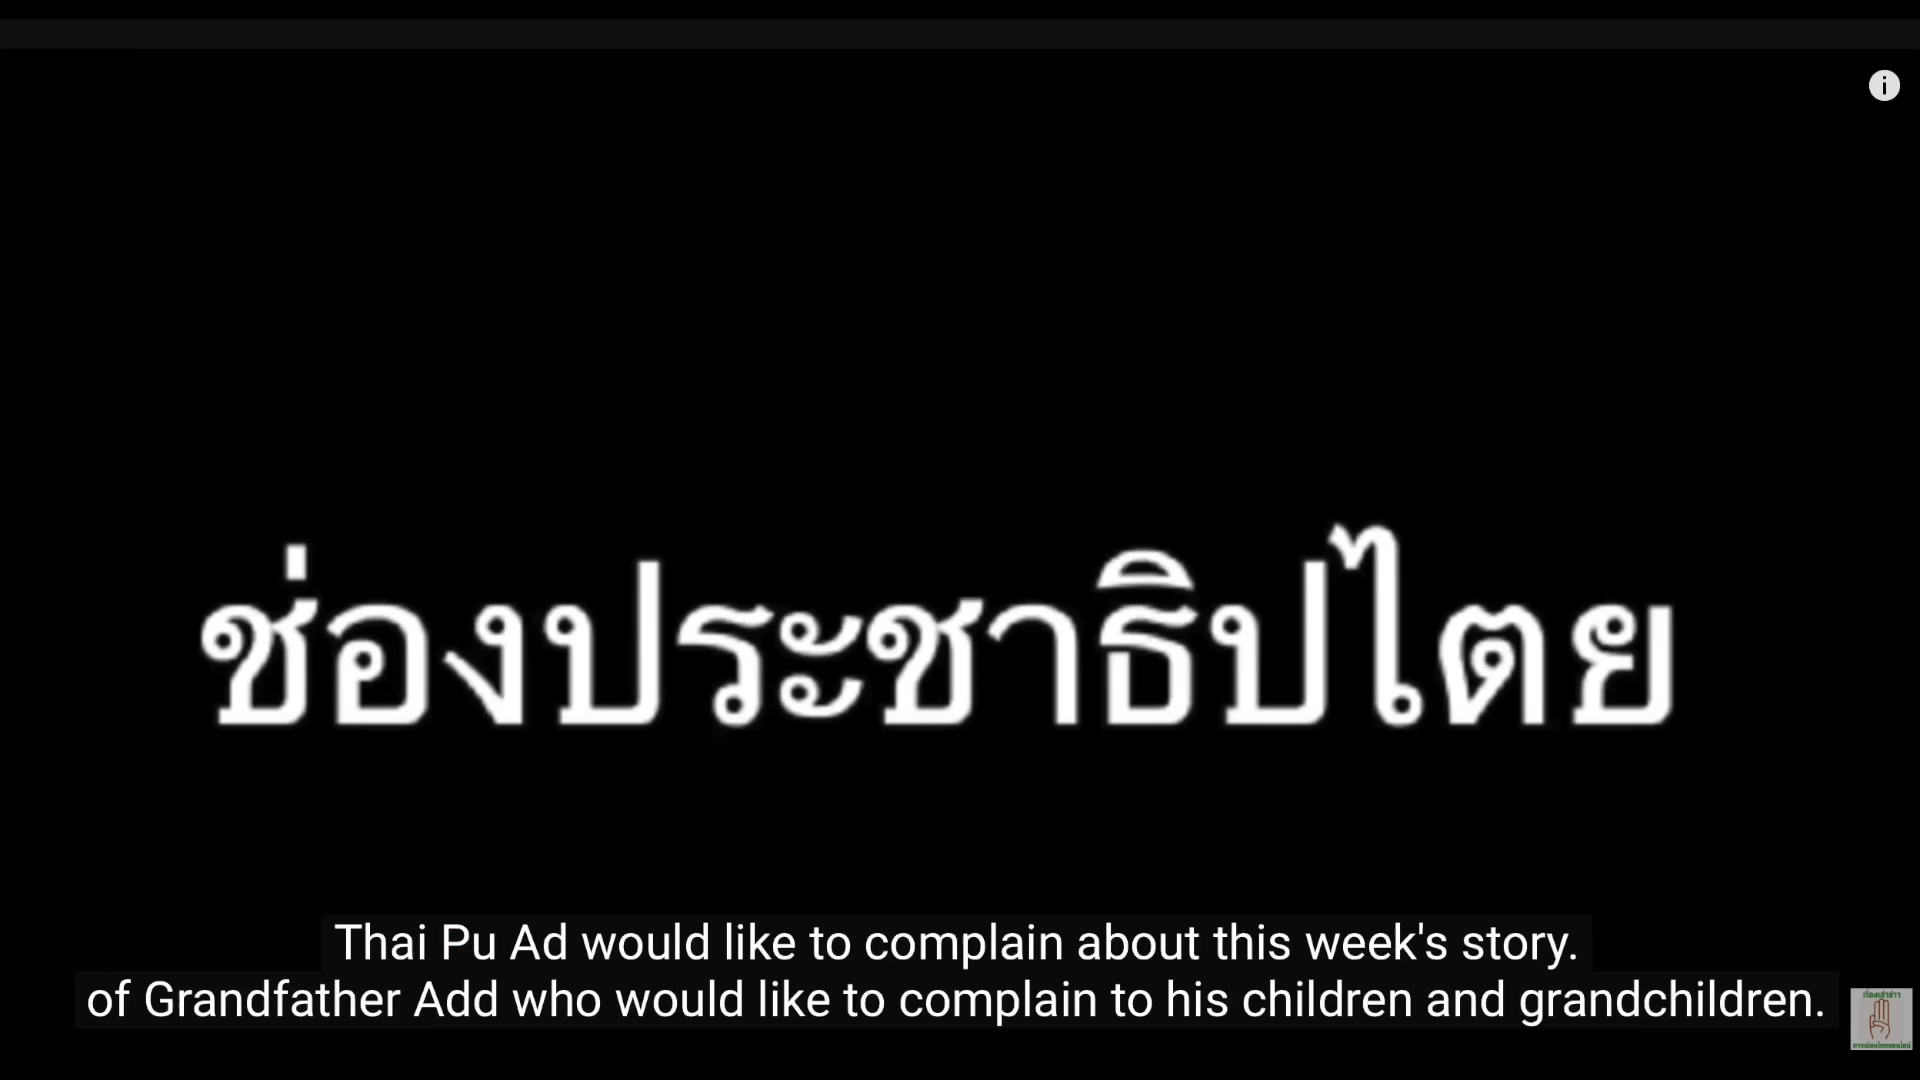 ช่องประชาธิปไตย
Thai Pu Ad would like to complain about this week's story.
of Grandfather Add who would like to complain to his children and grandchildren.